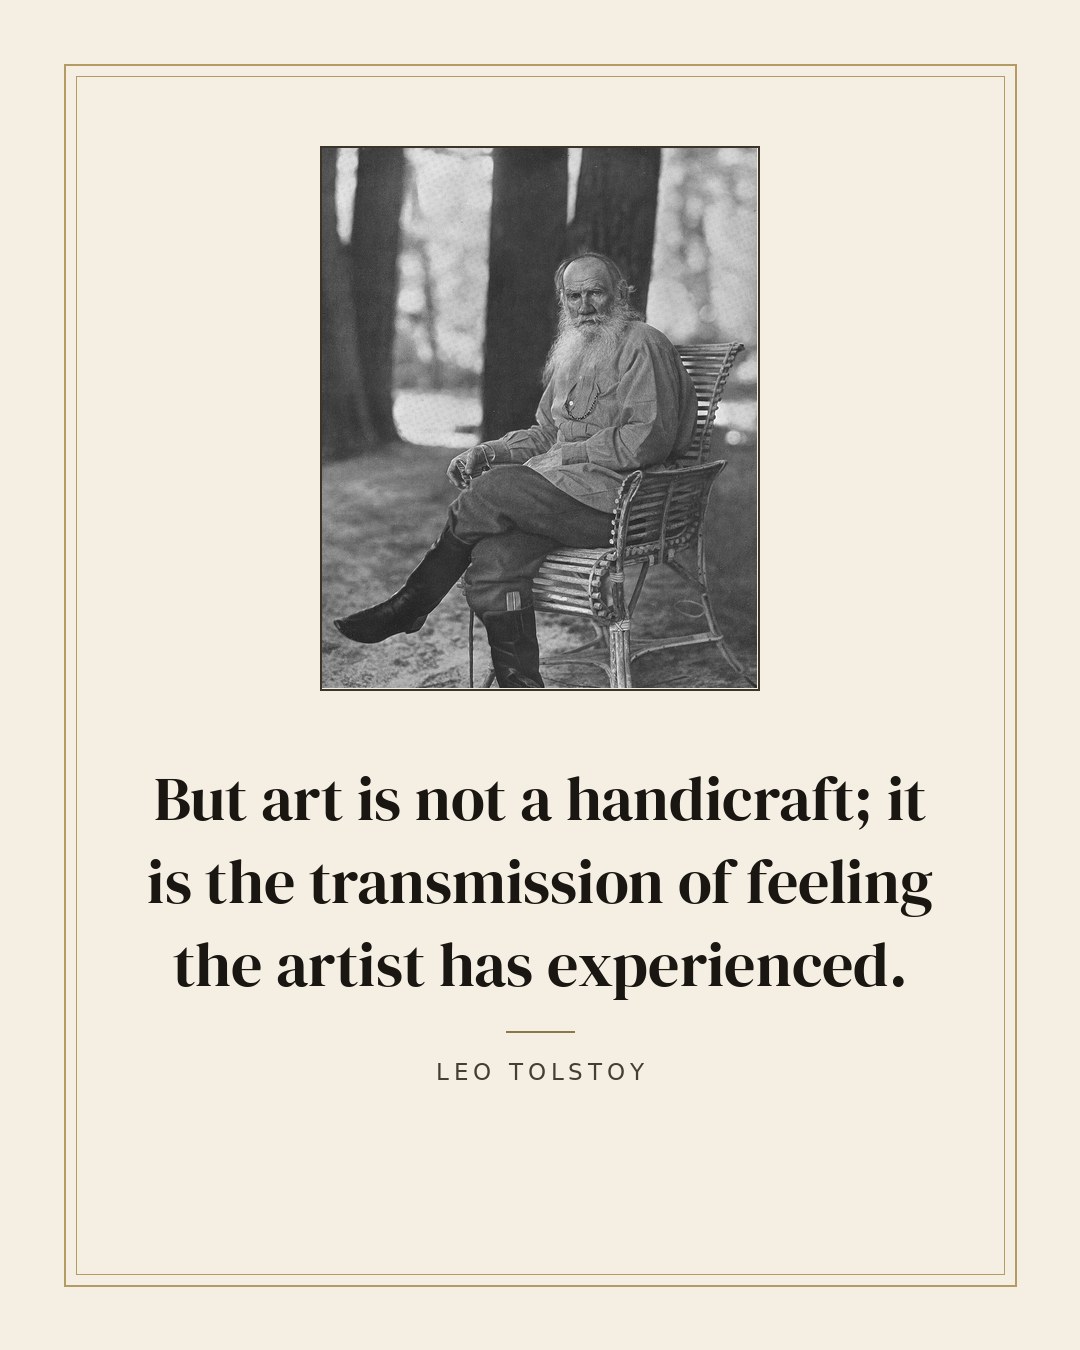 But art is not a handicraft; it
is the transmission of feeling
the artist has experienced.
LEO TOLSTOY